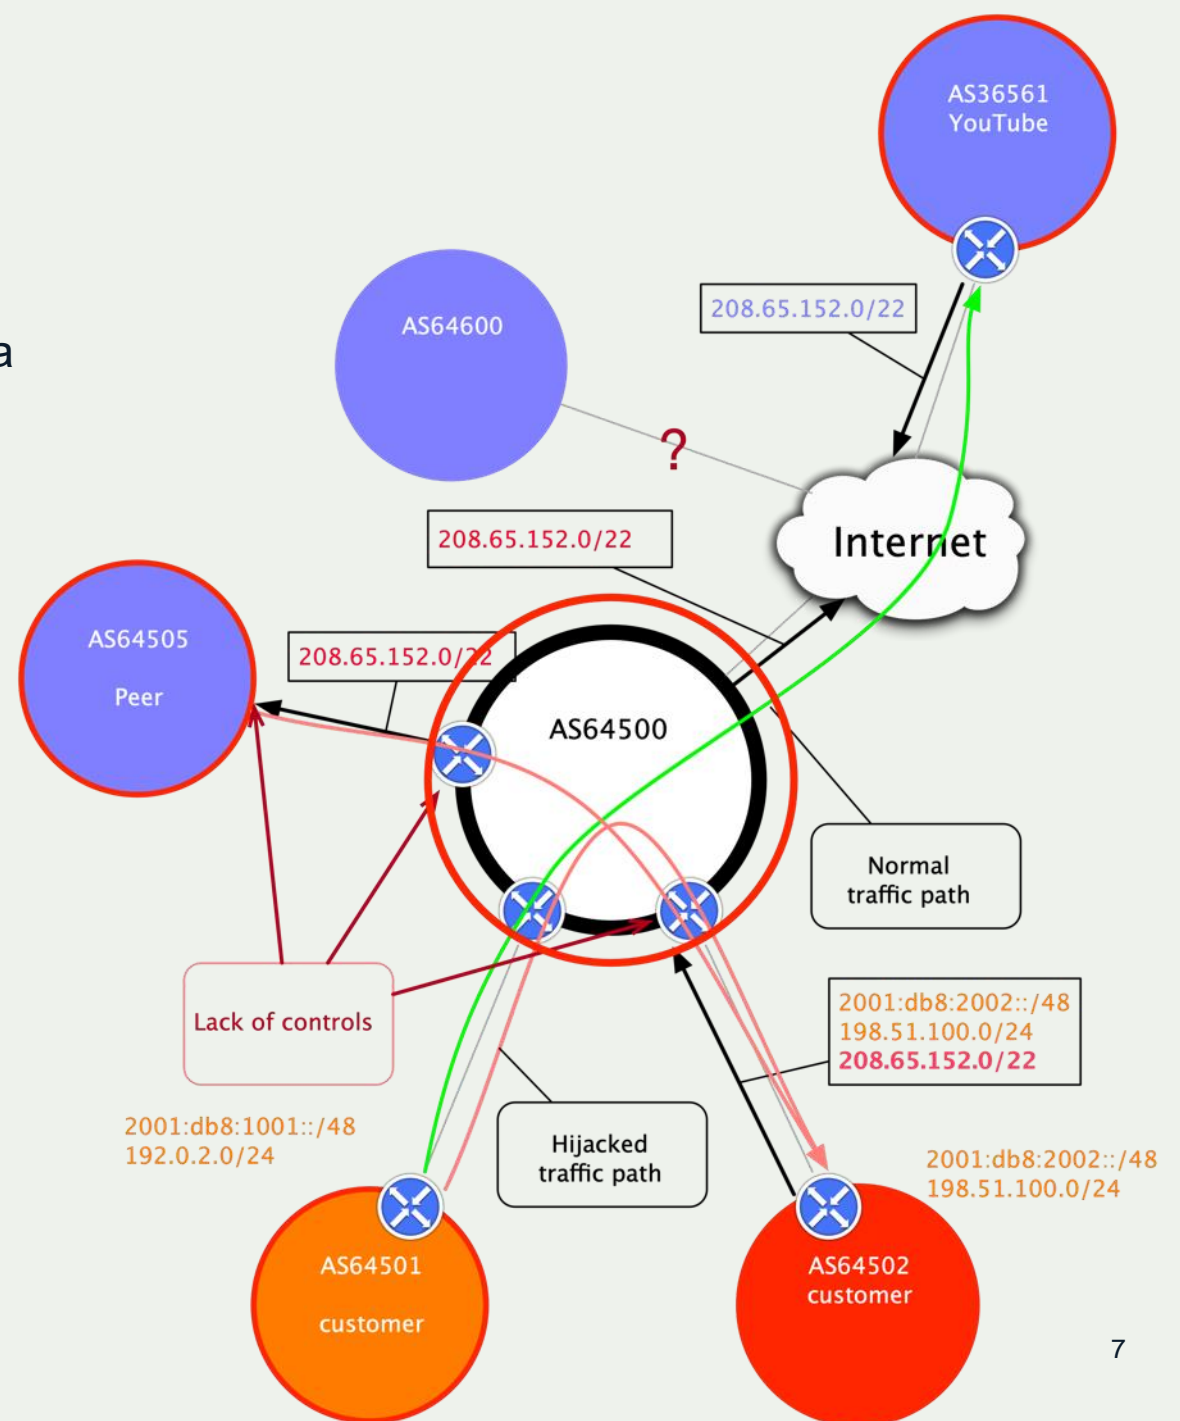 AS36561
YouTube
208.65.152.0/22
AS64600
a
?
208.65.152.0/22
Internet
AS64505
Peer
208.65.152.0/22
AS64500
Normal
traffic path
Lack of controls
2001:db8:2002::/48
198.51.100.0/24
208.65.152.0/22
2001:db8:1001::/48
192.0.2.0/24
Hijacked
traffic path
2001:db8:2002::/48
198.51.100.0/24
AS64501
customer
AS64502
customer
7